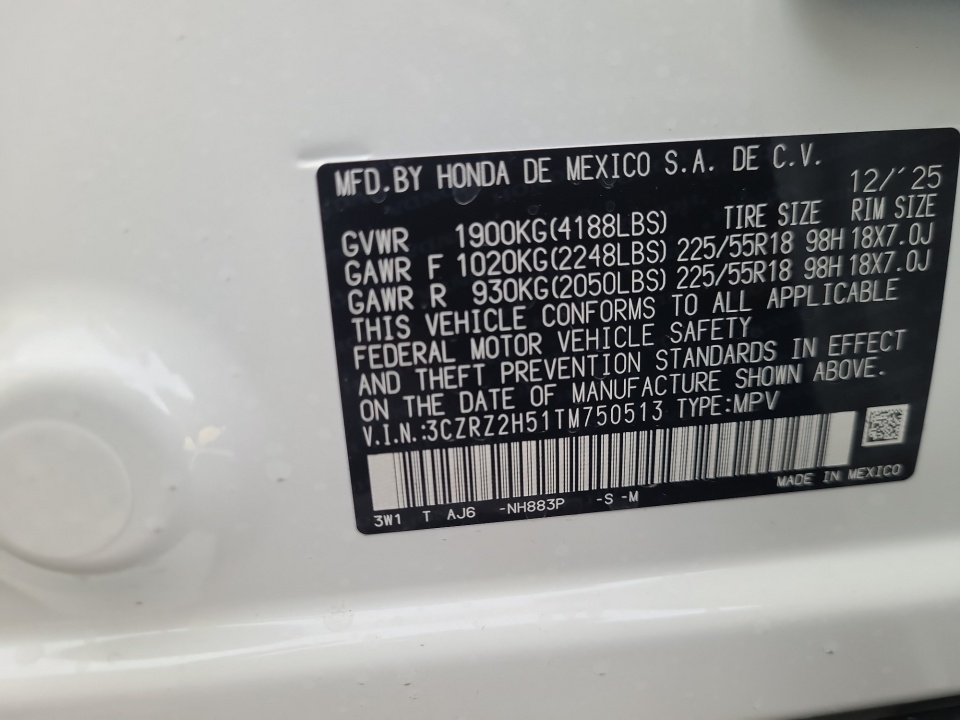 MFD.BY HONDA DE MEXICO S.A. DE C.V.
12/'25
TIRE SIZE RIM SIZE
GVWR 1900KG(4188LBS)
GAWR F 1020KG(2248LBS) 225/55R18 98H 18X7.0J
GAWR R 930KG(2050LBS) 225/55R18 98H 18X7.0J
THIS VEHICLE CONFORMS TO ALL APPLICABLE
FEDERAL MOTOR VEHICLE SAFETY
AND THEFT PREVENTION STANDARDS IN EFFECT
ON THE DATE OF MANUFACTURE SHOWN ABOVE.
V.I.N.:3CZRZ2H51TM750513 TYPE:MPV
MADE IN MEXICO
3W1 T AJ6 -NH883P -S -M